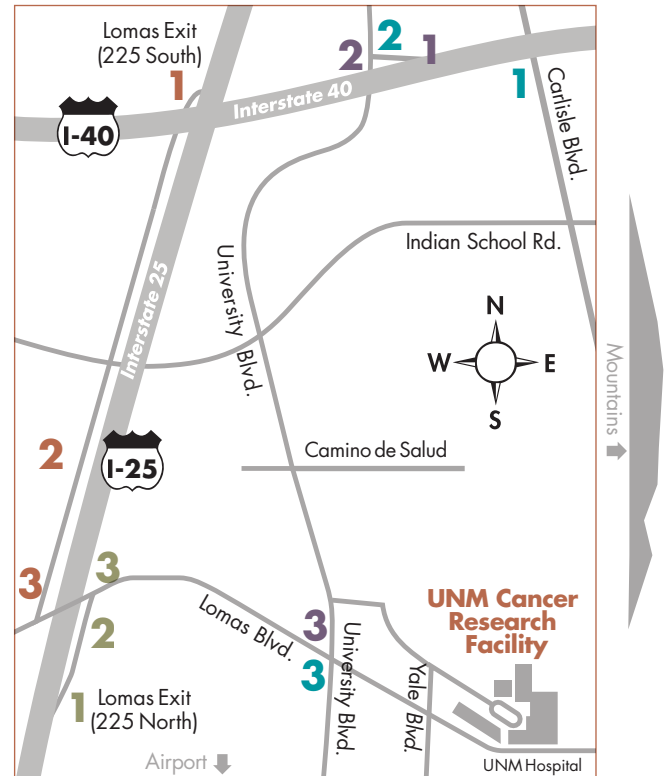 Lomas Exit
(225 South)
1
2
2
1
1
Interstate 40
I-40
Carlisle Blvd.
Indian School Rd.
University Blvd.
Interstate 25
N
W
E
S
Mountains
2
I-25
Camino de Salud
3
3
2
1
Lomas Exit
(225 North)
Lomas Blvd.
3
3
University Blvd.
Yale Blvd.
UNM Cancer
Research
Facility
Airport
UNM Hospital